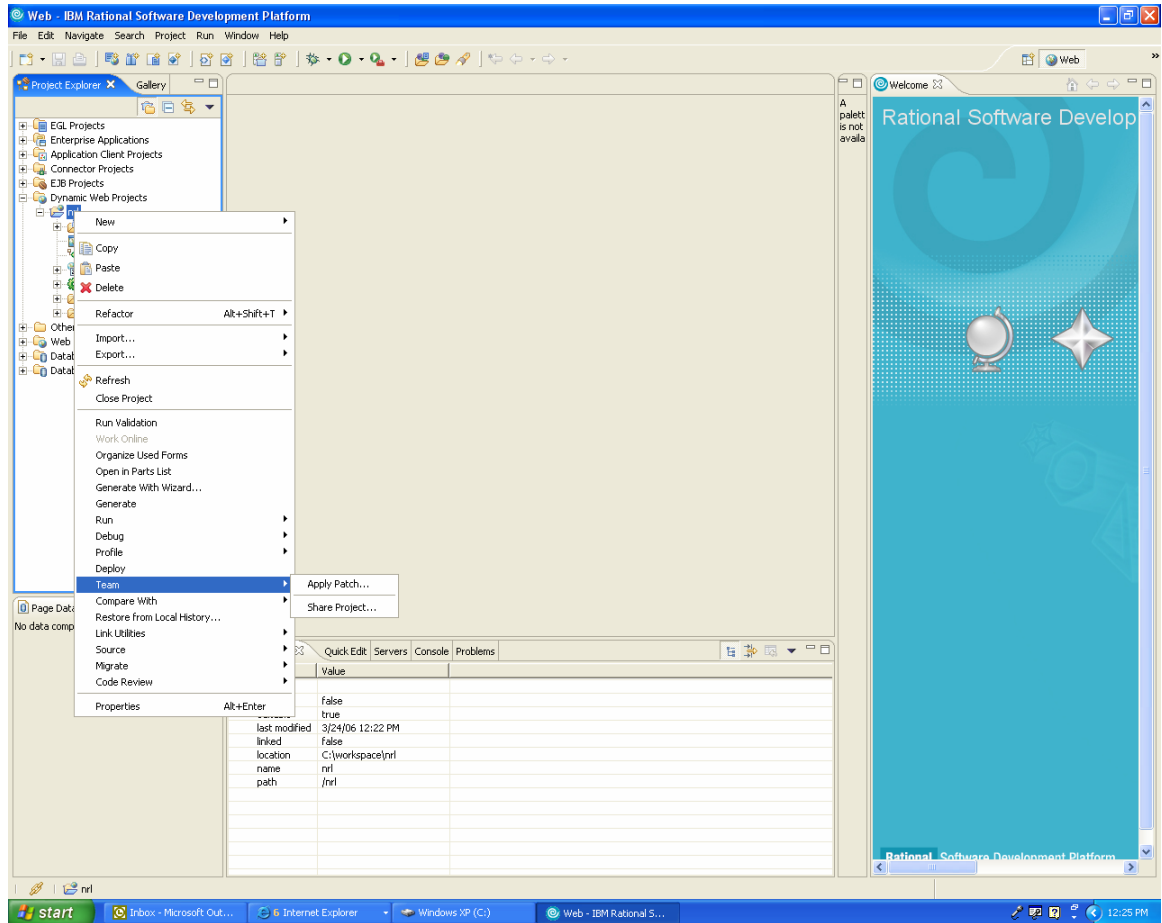 Web - IBM Rational Software Development Platform
File Edit Navigate Search Project Run Window Help
Web
»
Project Explorer
Gallery
EGL Projects
Enterprise Applications
Application Client Projects
Connector Projects
EJB Projects
Dynamic Web Projects
Other
Web
New
Copy
Paste
Delete
Refactor Alt+Shift+T
Import...
Export...
Refresh
Close Project
Run Validation
Work Online
Organize Used Forms
Open in Parts List
Generate With Wizard...
Generate
Run
Debug
Profile
Deploy
Team
Compare With
Restore from Local History...
Link Utilities
Source
Migrate
Code Review
Properties Alt+Enter
Apply Patch...
Share Project...
Page Data
No data comp
A
palett
is not
availa
Welcome
Rational Software Develop
Rational Software Development Platform
Quick Edit Servers Console Problems
Value
false
true
last modified 3/24/06 12:22 PM
linked false
location C:\workspace\nrl
name nrl
path /nrl
nrl
start
Inbox - Microsoft Out...
6 Internet Explorer
Windows XP (C:)
Web - IBM Rational S...
12:25 PM